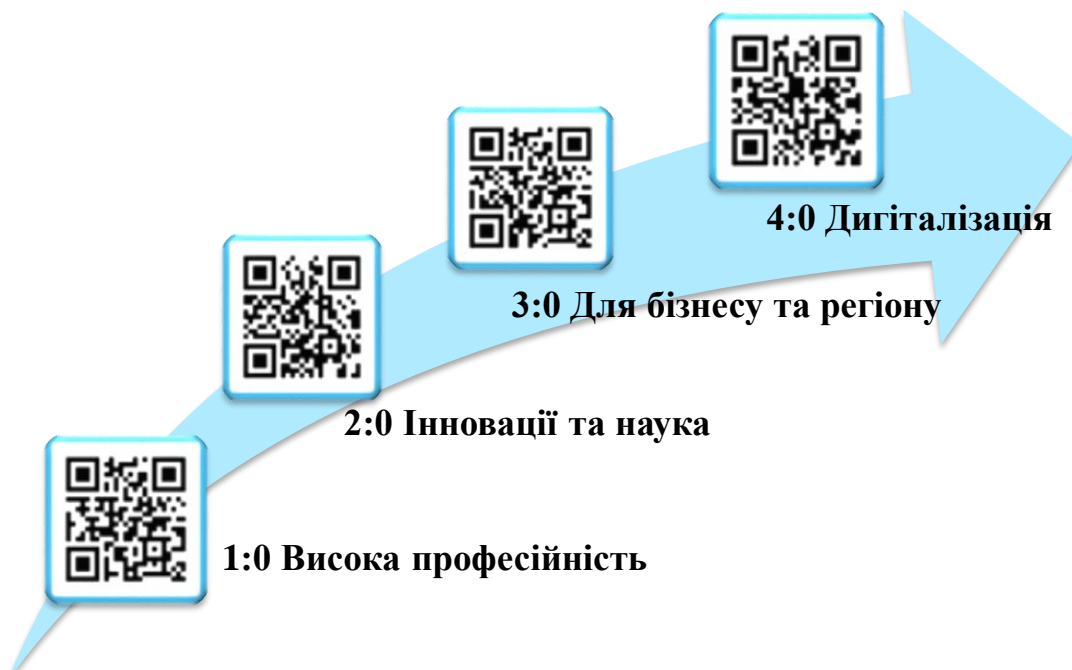 4:0 Дигіталізація
3:0 Для бізнесу та регіону
2:0 Інновації та наука
1:0 Висока професійність